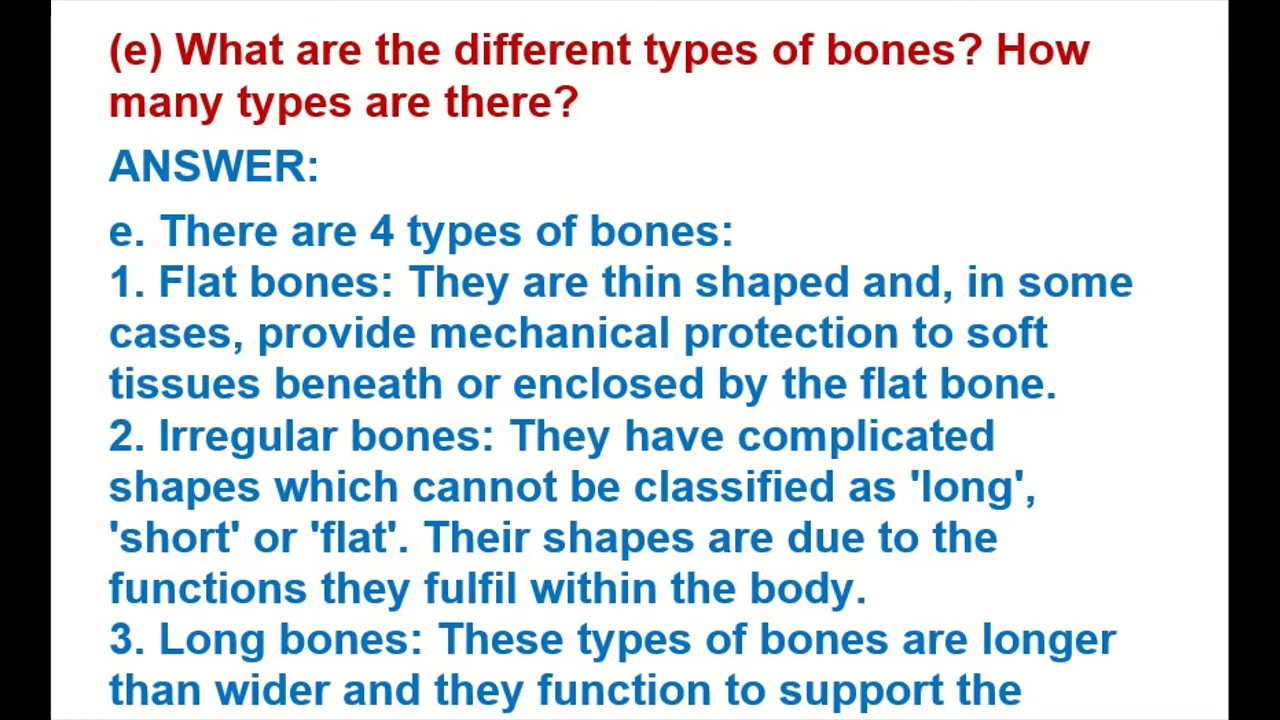 (e) What are the different types of bones? How
many types are there?
ANSWER:
e. There are 4 types of bones:
1. Flat bones: They are thin shaped and, in some
cases, provide mechanical protection to soft
tissues beneath or enclosed by the flat bone.
2. Irregular bones: They have complicated
shapes which cannot be classified as 'long',
'short' or 'flat'. Their shapes are due to the
functions they fulfil within the body.
3. Long bones: These types of bones are longer
than wider and they function to support the